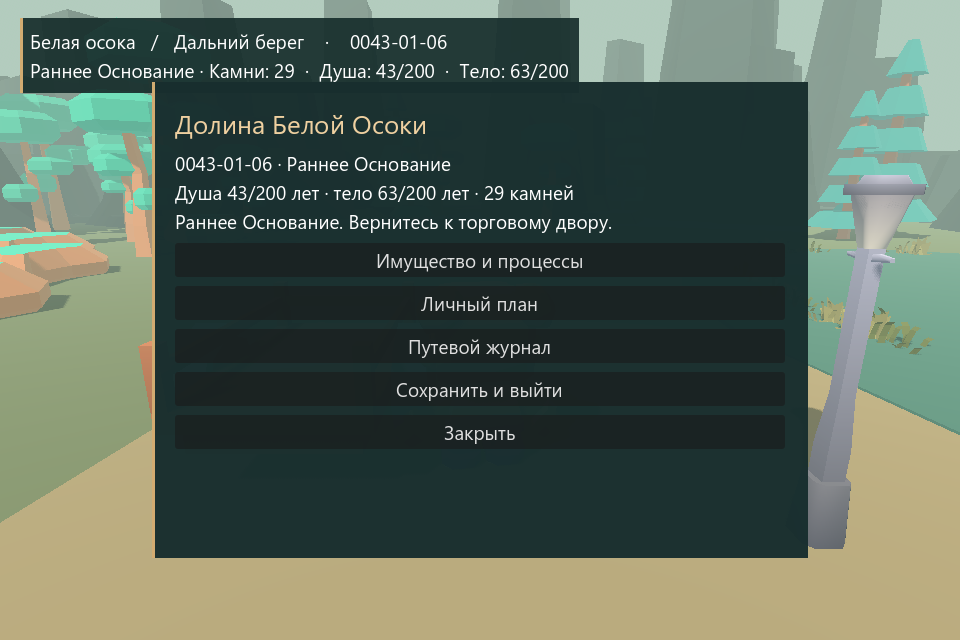 Белая осока / Дальний берег · 0043-01-06
Раннее Основание · Камни: 29 · Душа: 43/200 · Тело: 63/200
Долина Белой Осоки
0043-01-06 · Раннее Основание
Душа 43/200 лет · тело 63/200 лет · 29 камней
Раннее Основание. Вернитесь к торговому двору.
Имущество и процессы
Личный план
Путевой журнал
Сохранить и выйти
Закрыть